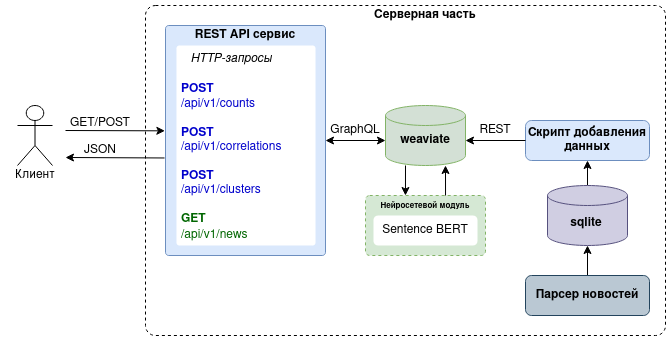 Серверная часть
REST API сервис
HTTP-запросы
POST
/api/v1/counts
POST
/api/v1/correlations
POST
/api/v1/clusters
GET
/api/v1/news
GET/POST
JSON
Клиент
GraphQL
weaviate
REST
Скрипт добавления
данных
Нейросетевой модуль
Sentence BERT
sqlite
Парсер новостей